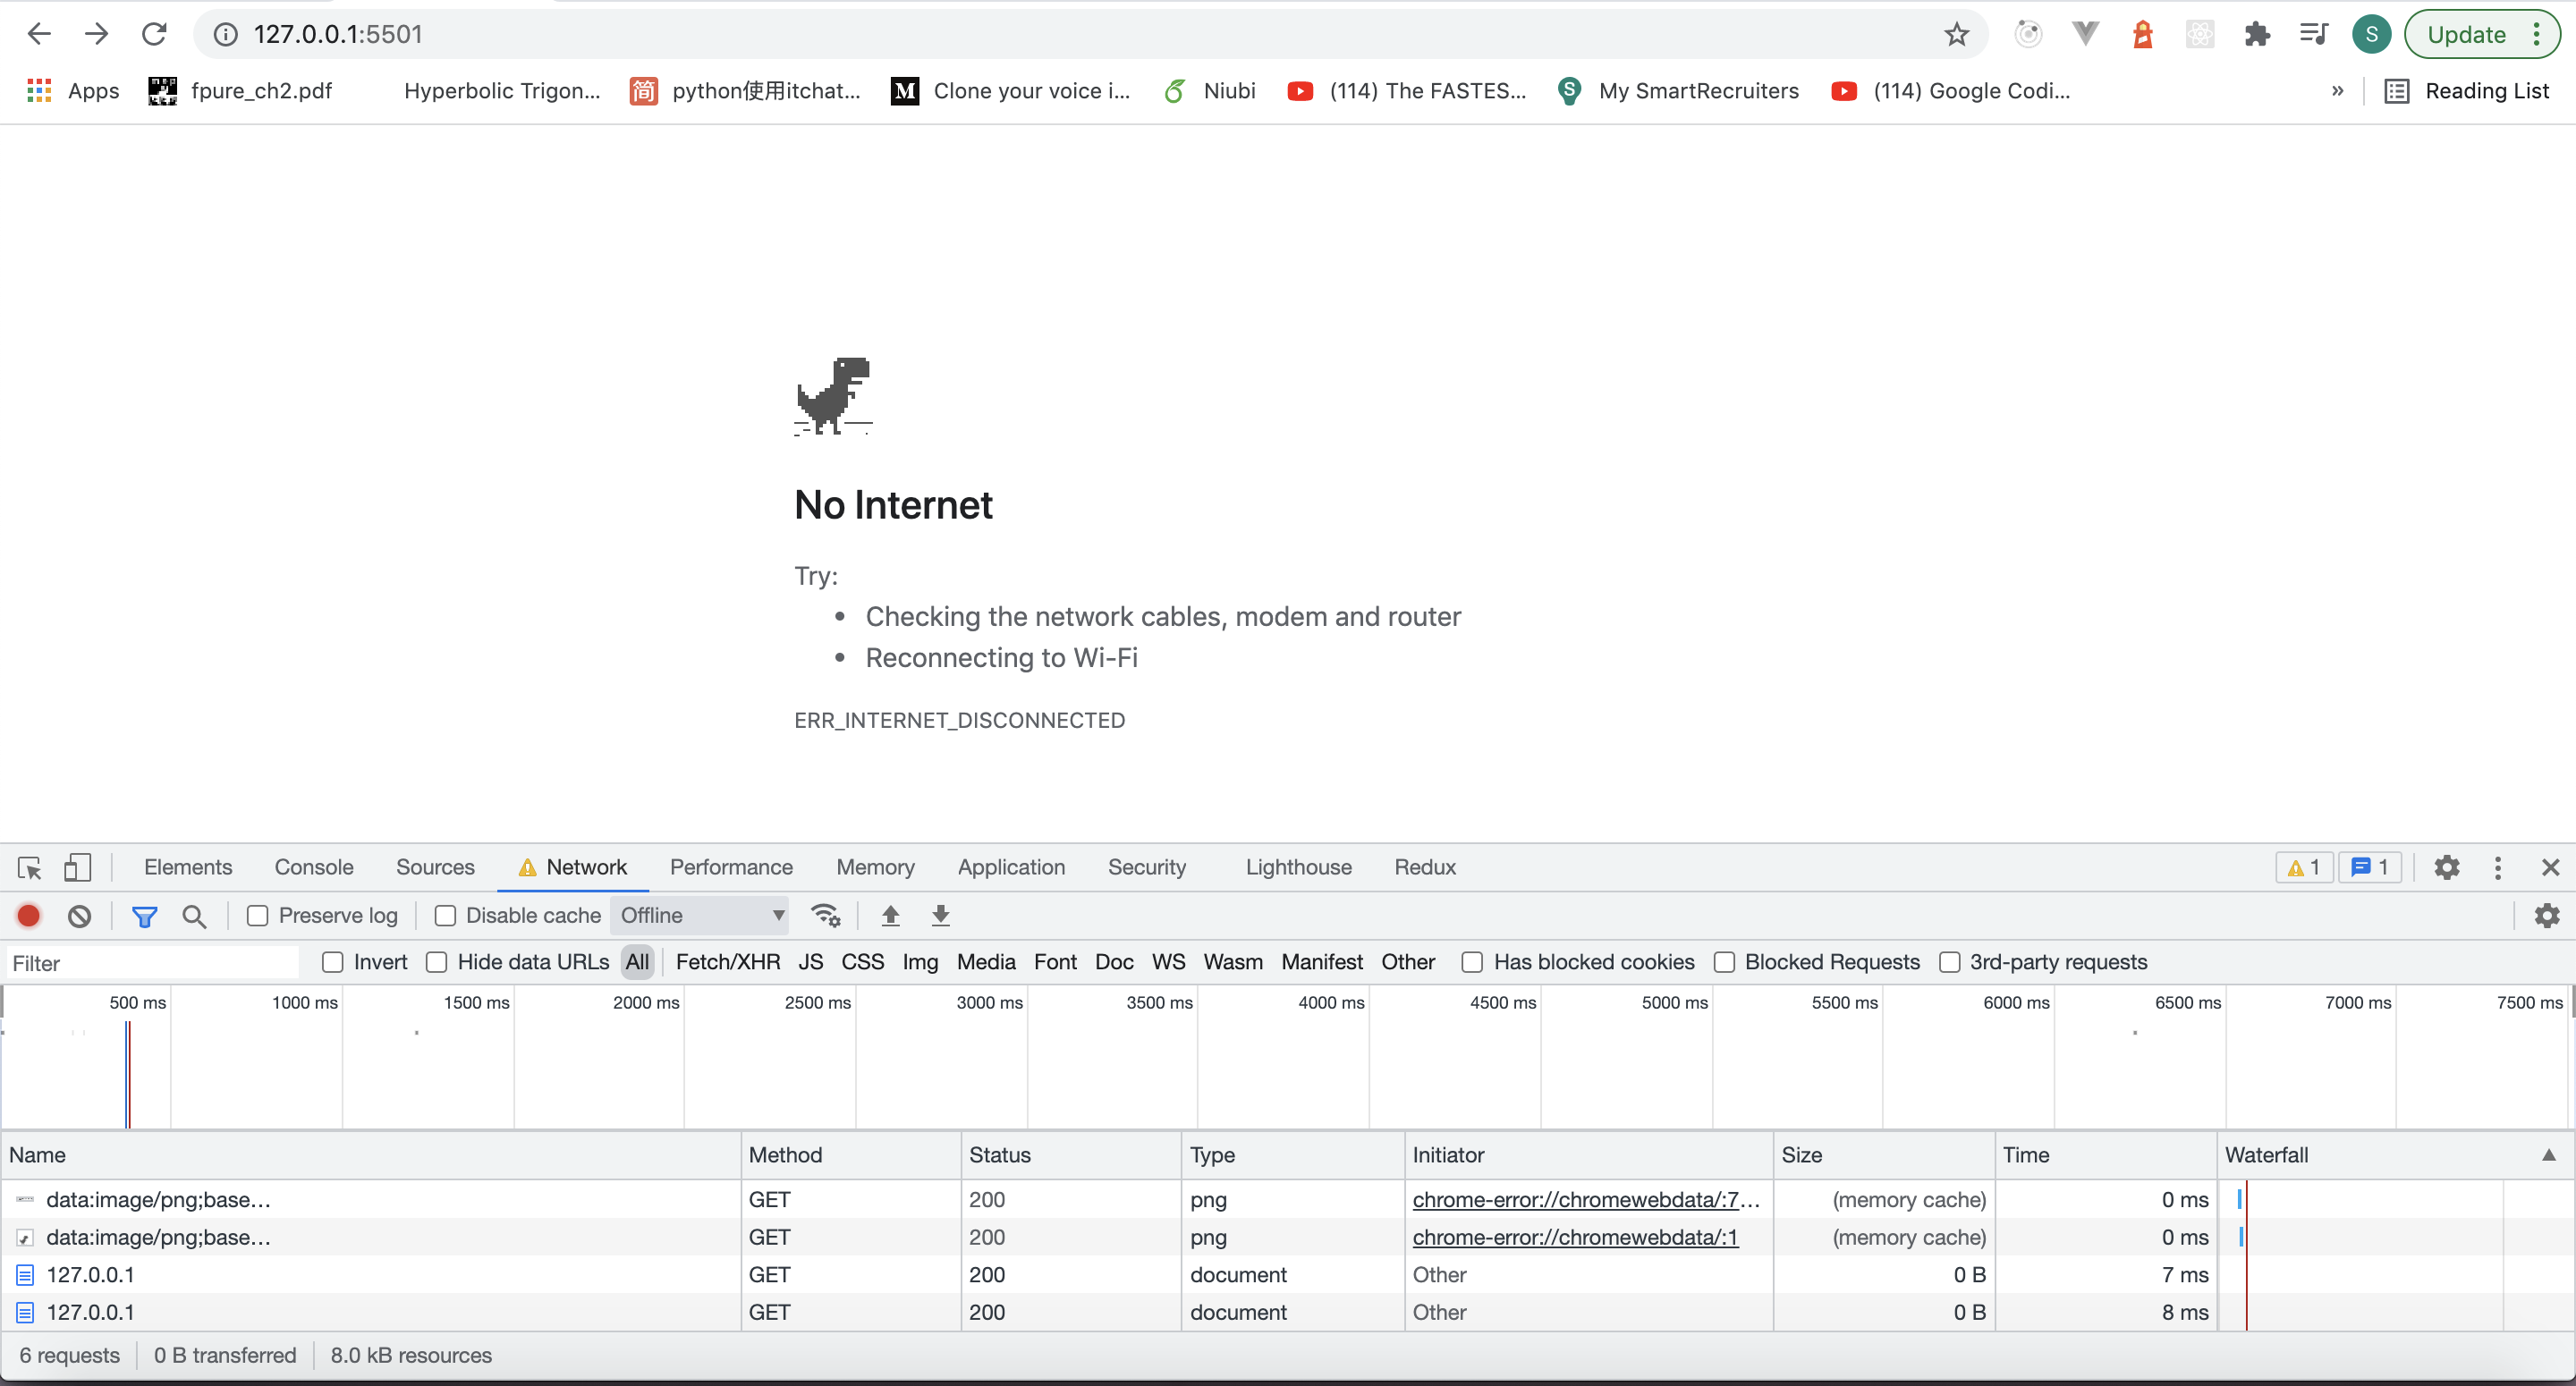 127.0.0.1:5501
S
Update
Apps
fpure_ch2.pdf
Hyperbolic Trigon...
简
python使用itchat...
M
Clone your voice i...
Niubi
(114) The FASTES...
S
My SmartRecruiters
(114) Google Codi...
»
Reading List
No Internet
Try:
• Checking the network cables, modem and router
• Reconnecting to Wi-Fi
ERR_INTERNET_DISCONNECTED
Elements Console Sources Network Performance Memory Application Security Lighthouse Redux 1 1
Preserve log Disable cache Offline
Filter Invert Hide data URLs All Fetch/XHR JS CSS Img Media Font Doc WS Wasm Manifest Other Has blocked cookies Blocked Requests 3rd-party requests
500 ms 1000 ms 1500 ms 2000 ms 2500 ms 3000 ms 3500 ms 4000 ms 4500 ms 5000 ms 5500 ms 6000 ms 6500 ms 7000 ms 7500 ms
Name Method Status Type Initiator Size Time Waterfall
data:image/png;base... GET 200 png chrome-error://chromewebdata/:7... (memory cache) 0 ms
data:image/png;base... GET 200 png chrome-error://chromewebdata/:1 (memory cache) 0 ms
127.0.0.1 GET 200 document Other 0 B 7 ms
127.0.0.1 GET 200 document Other 0 B 8 ms
6 requests 0 B transferred 8.0 kB resources